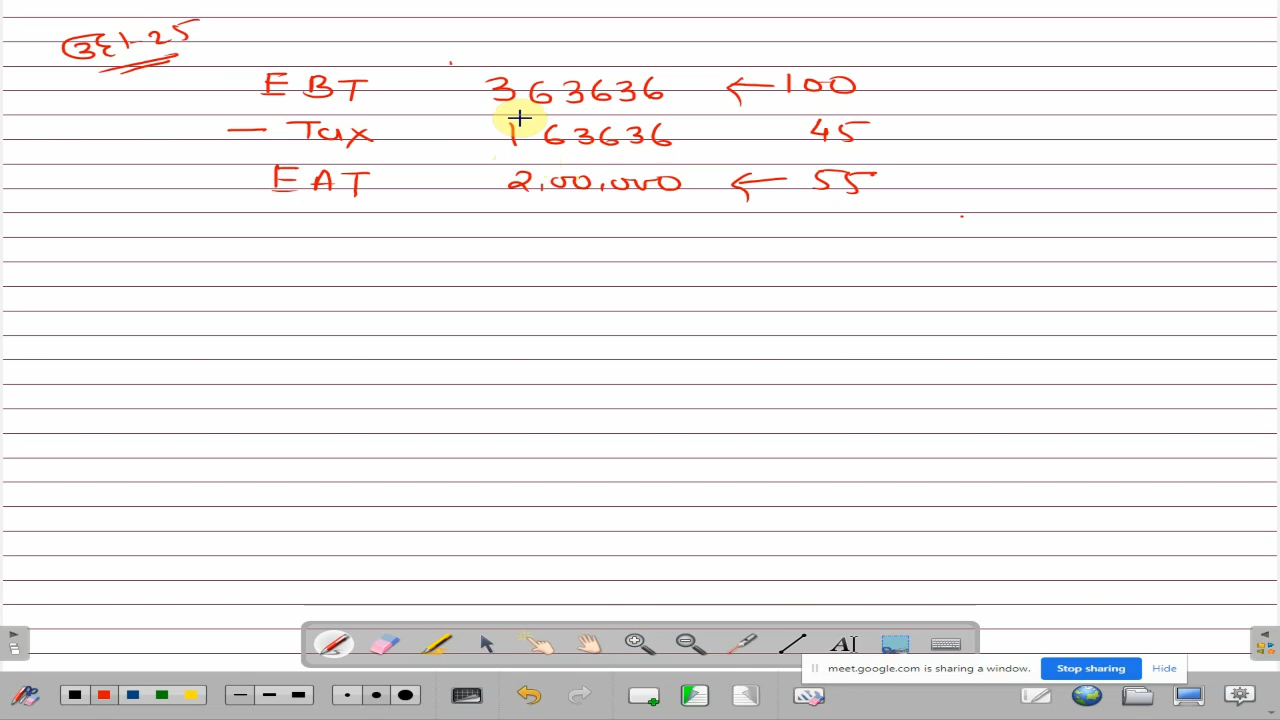 EBT 363636 ← 100
— Tax 163636 45
EAT 2,00,000 ← 55
AI
meet.google.com is sharing a window. Stop sharing Hide